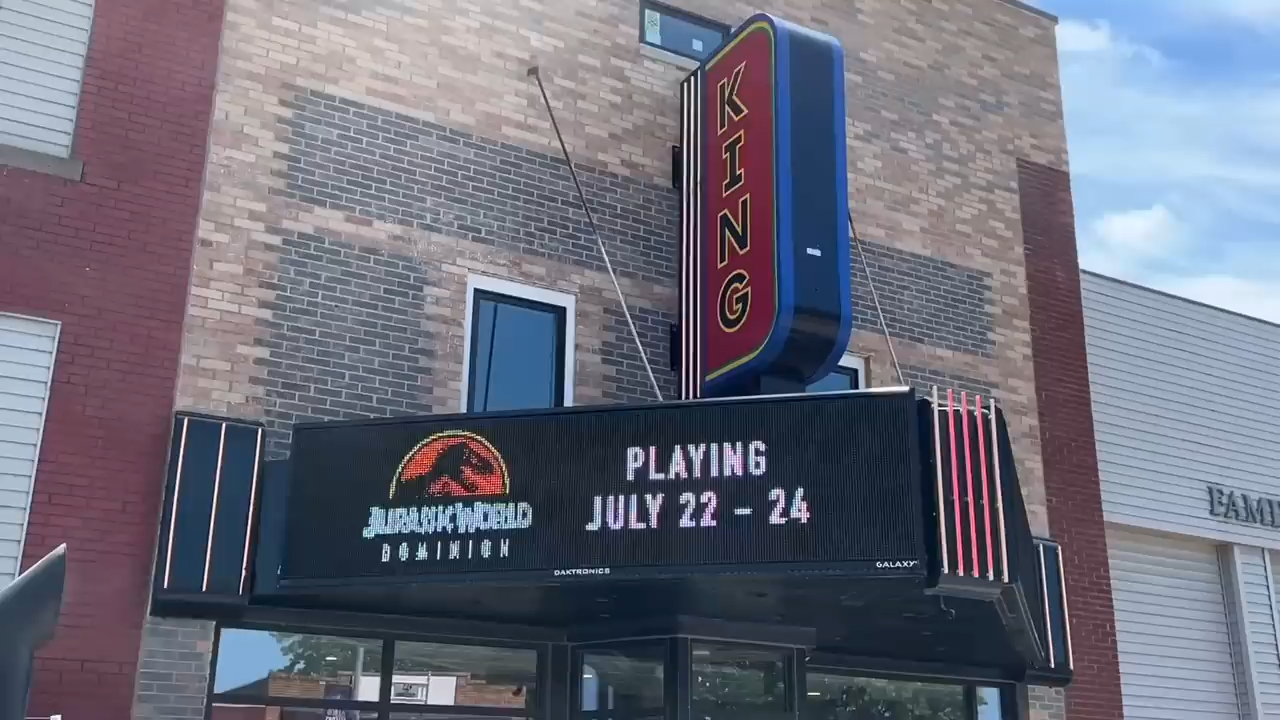 KING
JURASSIC WORLD
DOMINION
PLAYING
JULY 22 - 24
DAKTRONICS
GALAXY